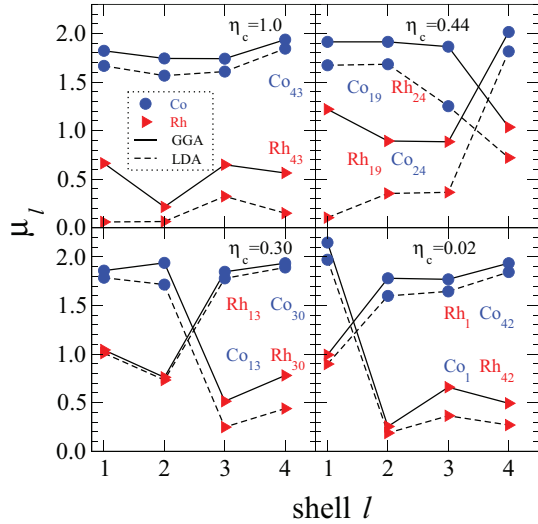 η_c=1.0
η_c=0.44
2.0
1.5
1.0
0.5
0.0
Co
Rh
GGA
LDA
Co_43
Rh_43
Co_19 Rh_24
Rh_19 Co_24
μ_l
η_c=0.30
η_c=0.02
2.0
1.5
1.0
0.5
0.0
Rh_13 Co_30
Co_13 Rh_30
Rh_1 Co_42
Co_1 Rh_42
1 2 3 4
1 2 3 4
shell l